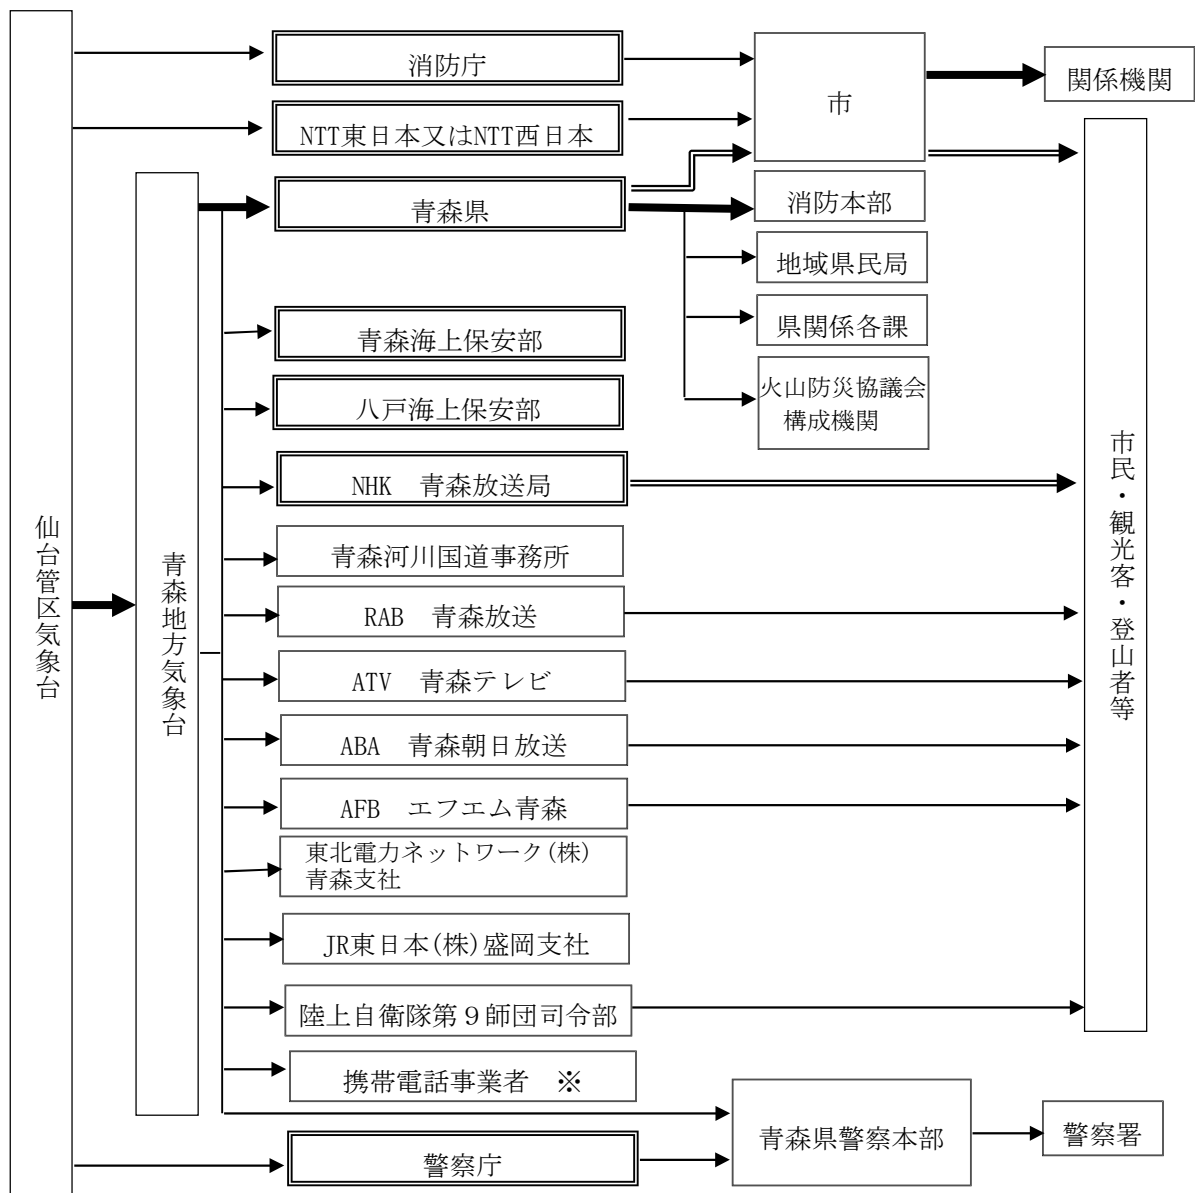 仙台管区気象台
青森地方気象台
消防庁
NTT東日本又はNTT西日本
青森県
青森海上保安部
八戸海上保安部
NHK　青森放送局
青森河川国道事務所
RAB　青森放送
ATV　青森テレビ
ABA　青森朝日放送
AFB　エフエム青森
東北電力ネットワーク(株)
青森支社
JR東日本(株)盛岡支社
陸上自衛隊第９師団司令部
携帯電話事業者　※
警察庁
市
消防本部
地域県民局
県関係各課
火山防災協議会
構成機関
青森県警察本部
関係機関
市民・観光客・登山者等
警察署